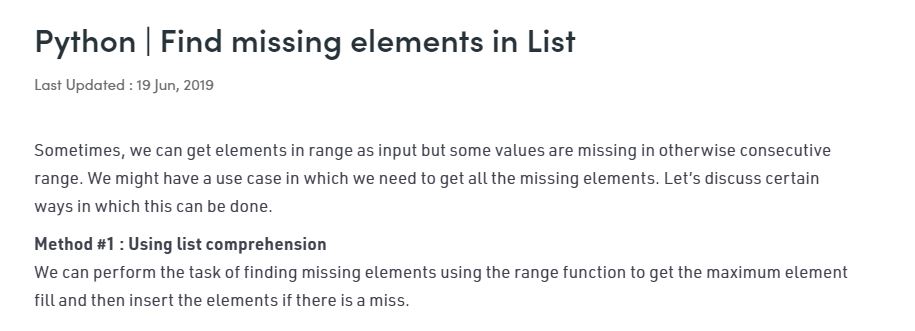 Python | Find missing elements in List
Last Updated : 19 Jun, 2019
Sometimes, we can get elements in range as input but some values are missing in otherwise consecutive
range. We might have a use case in which we need to get all the missing elements. Let’s discuss certain
ways in which this can be done.
Method #1 : Using list comprehension
We can perform the task of finding missing elements using the range function to get the maximum element
fill and then insert the elements if there is a miss.